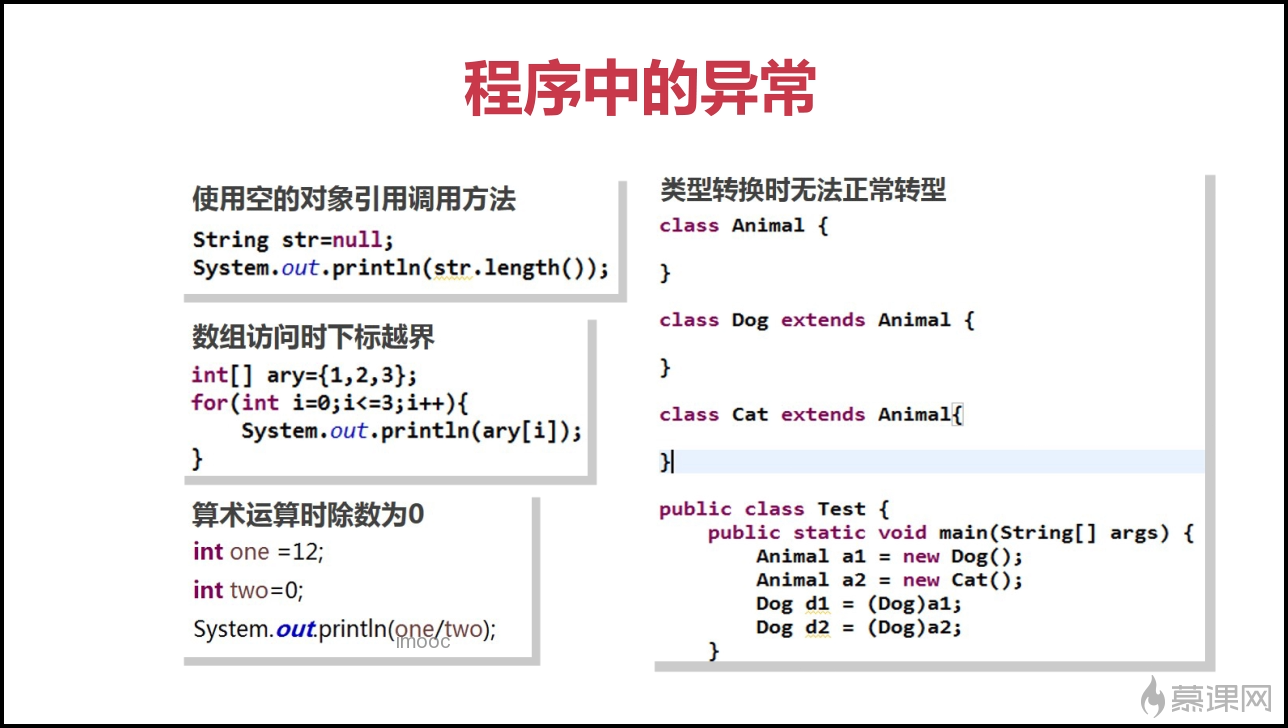 程序中的异常
使用空的对象引用调用方法
String str=null;
System.out.println(str.length());
数组访问时下标越界
int[] ary={1,2,3};
for(int i=0;i<=3;i++){
    System.out.println(ary[i]);
}
算术运算时除数为0
int one =12;
int two=0;
System.out.println(one/two);
imooc
类型转换时无法正常转型
class Animal {
}
class Dog extends Animal {
}
class Cat extends Animal{
}
public class Test {
    public static void main(String[] args) {
        Animal a1 = new Dog();
        Animal a2 = new Cat();
        Dog d1 = (Dog)a1;
        Dog d2 = (Dog)a2;
    }
慕课网